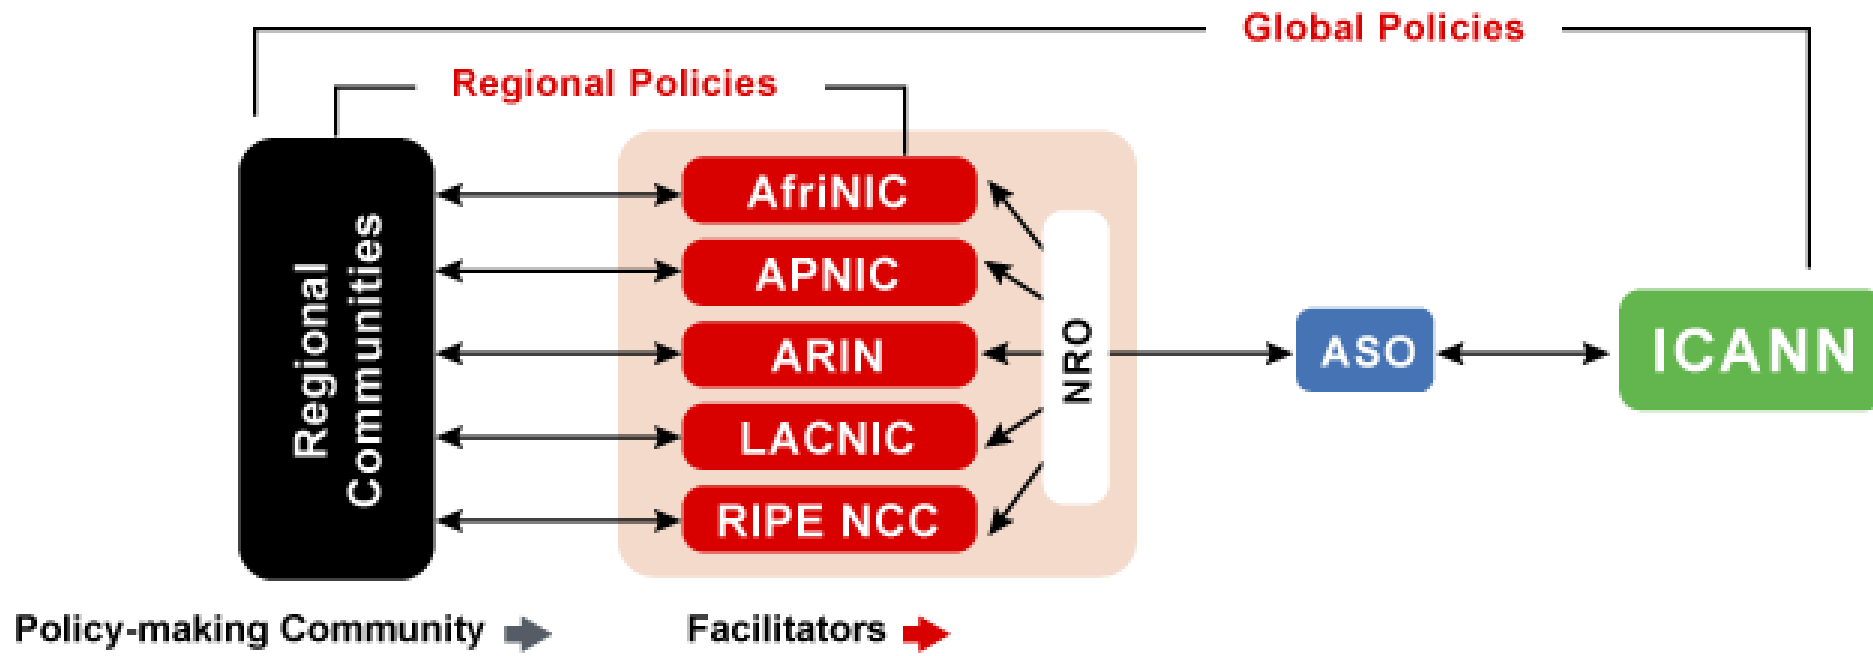 Global Policies
Regional Policies
Regional
Communities
AfriNIC
APNIC
ARIN
LACNIC
RIPE NCC
NRO
ASO
ICANN
Policy-making Community
Facilitators